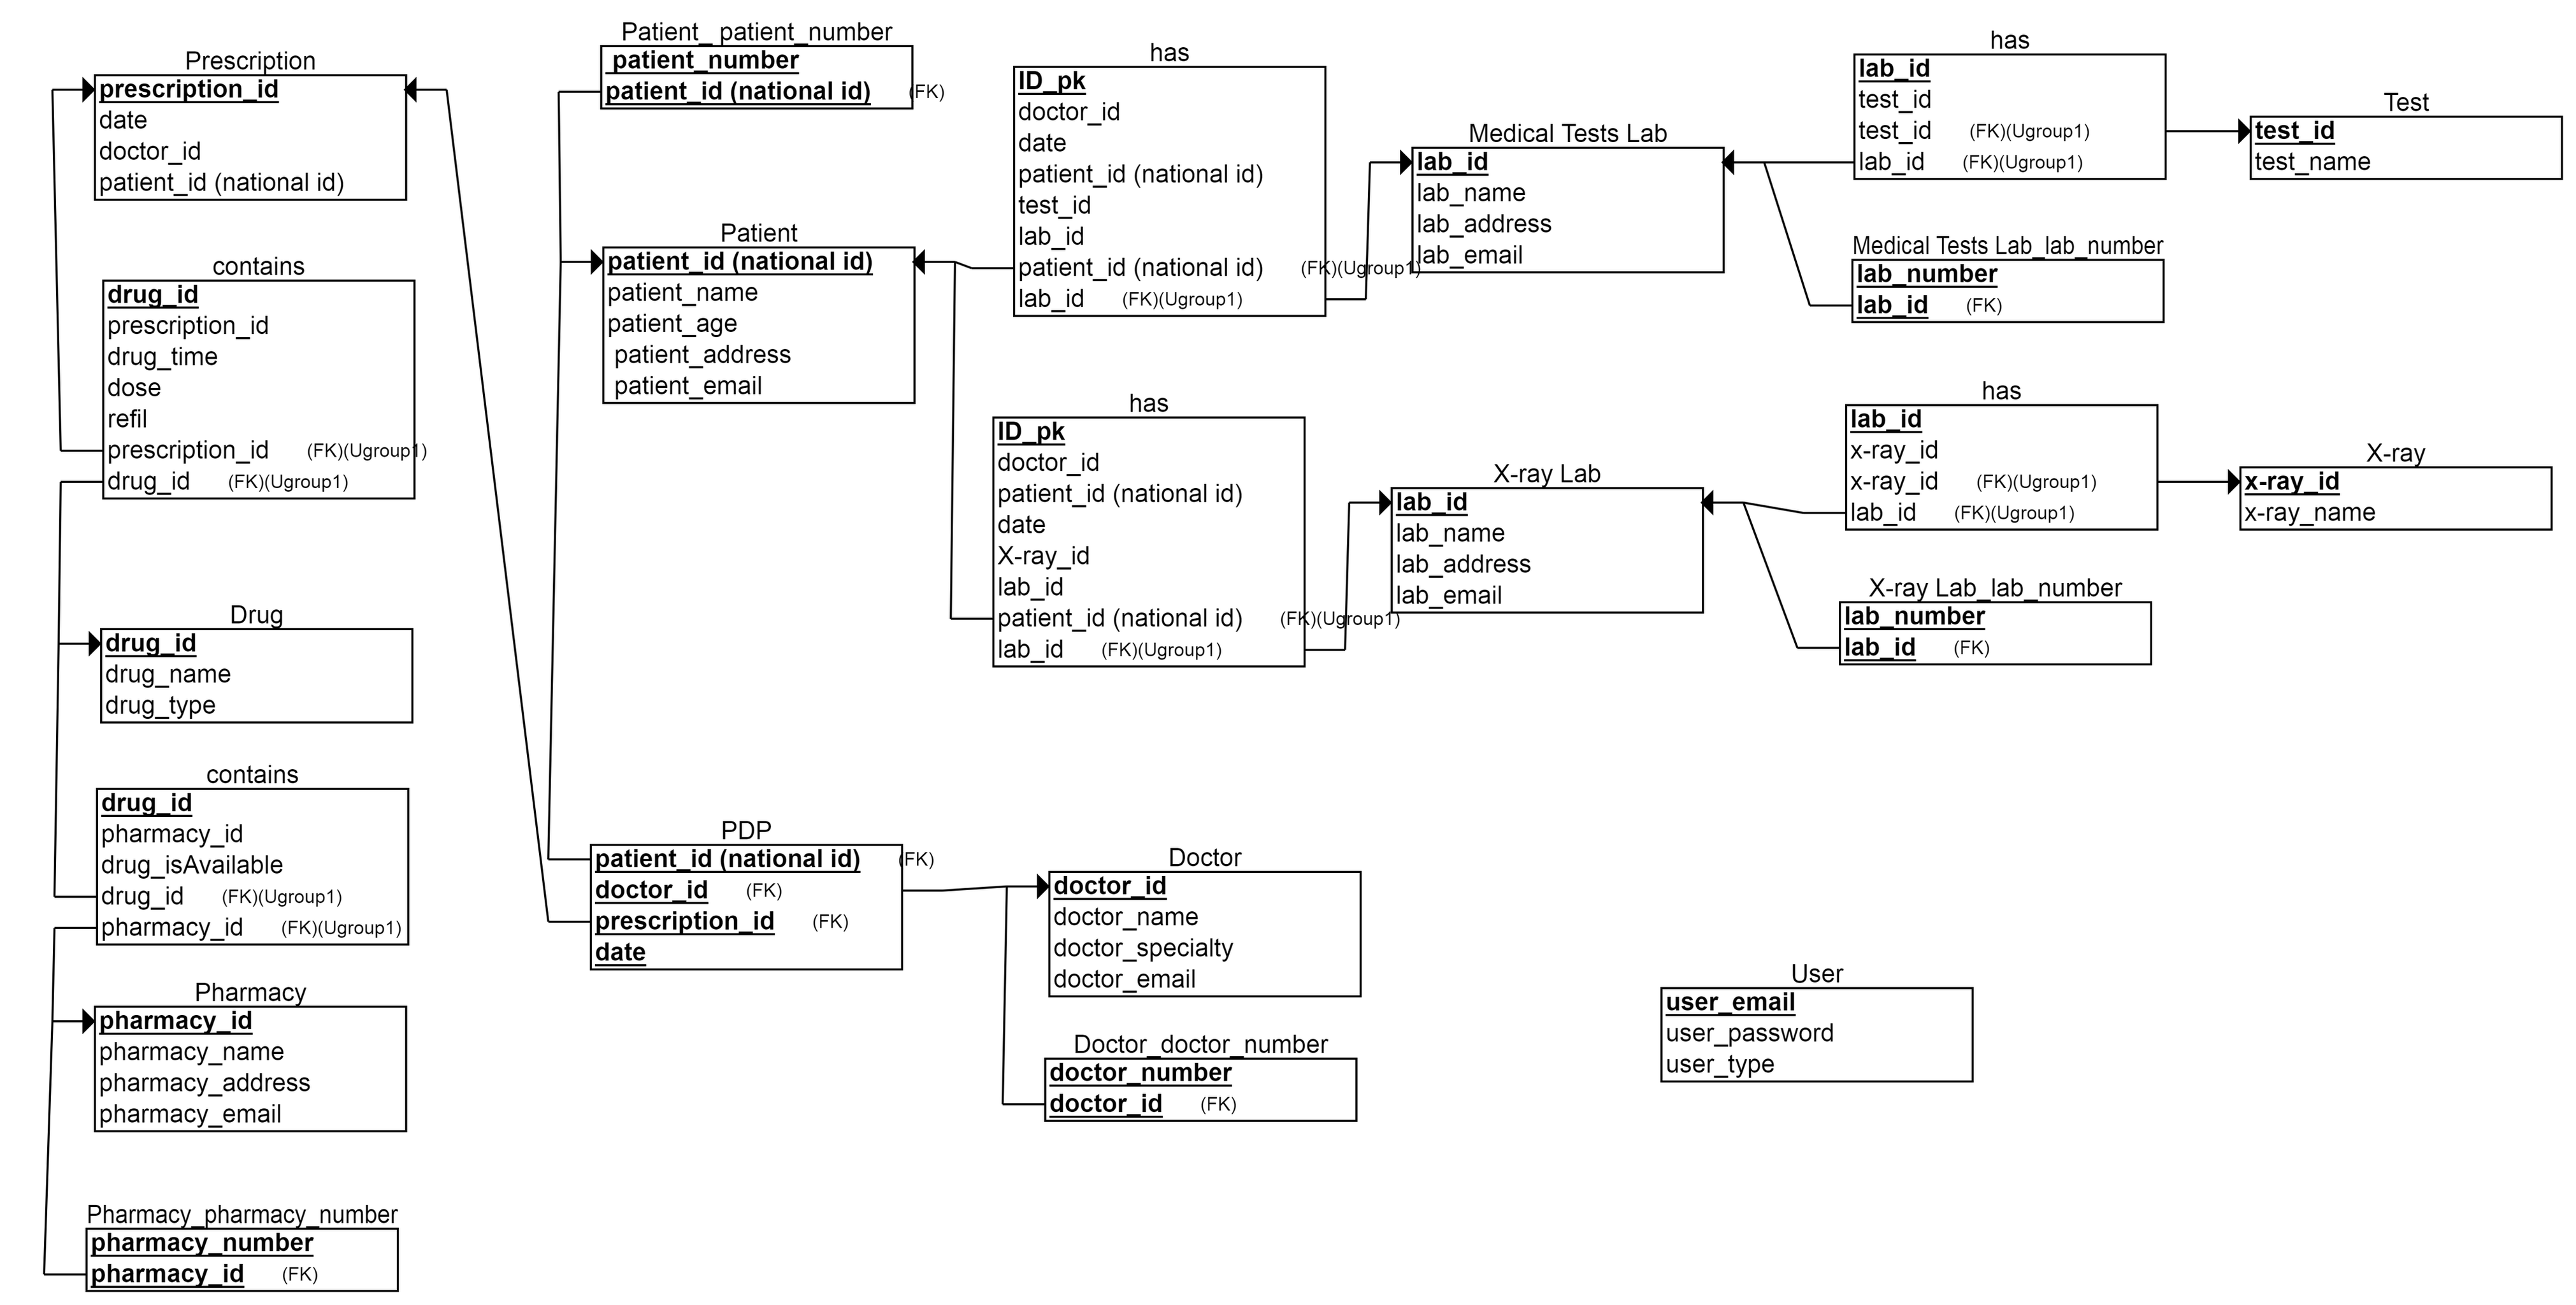 Prescription
prescription_id
date
doctor_id
patient_id (national id)
contains
drug_id
prescription_id
drug_time
dose
refil
prescription_id (FK)(Ugroup1)
drug_id (FK)(Ugroup1)
Drug
drug_id
drug_name
drug_type
contains
drug_id
pharmacy_id
drug_isAvailable
drug_id (FK)(Ugroup1)
pharmacy_id (FK)(Ugroup1)
Pharmacy
pharmacy_id
pharmacy_name
pharmacy_address
pharmacy_email
Pharmacy_pharmacy_number
pharmacy_number
pharmacy_id (FK)
Patient_ patient_number
patient_number
patient_id (national id) (FK)
Patient
patient_id (national id)
patient_name
patient_age
patient_address
patient_email
PDP
patient_id (national id) (FK)
doctor_id (FK)
prescription_id (FK)
date
has
ID_pk
doctor_id
date
patient_id (national id)
test_id
lab_id
patient_id (national id) (FK)(Ugroup1)
lab_id (FK)(Ugroup1)
has
ID_pk
doctor_id
patient_id (national id)
date
X-ray_id
lab_id
patient_id (national id) (FK)(Ugroup1)
lab_id (FK)(Ugroup1)
Doctor
doctor_id
doctor_name
doctor_specialty
doctor_email
Doctor_doctor_number
doctor_number
doctor_id (FK)
Medical Tests Lab
lab_id
lab_name
lab_address
lab_email
X-ray Lab
lab_id
lab_name
lab_address
lab_email
User
user_email
user_password
user_type
has
lab_id
test_id
test_id (FK)(Ugroup1)
lab_id (FK)(Ugroup1)
Medical Tests Lab_lab_number
lab_number
lab_id (FK)
has
lab_id
x-ray_id
x-ray_id (FK)(Ugroup1)
lab_id (FK)(Ugroup1)
X-ray Lab_lab_number
lab_number
lab_id (FK)
Test
test_id
test_name
X-ray
x-ray_id
x-ray_name